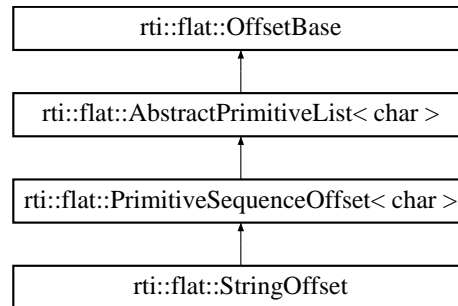 rti::flat::OffsetBase
rti::flat::AbstractPrimitiveList< char >
rti::flat::PrimitiveSequenceOffset< char >
rti::flat::StringOffset